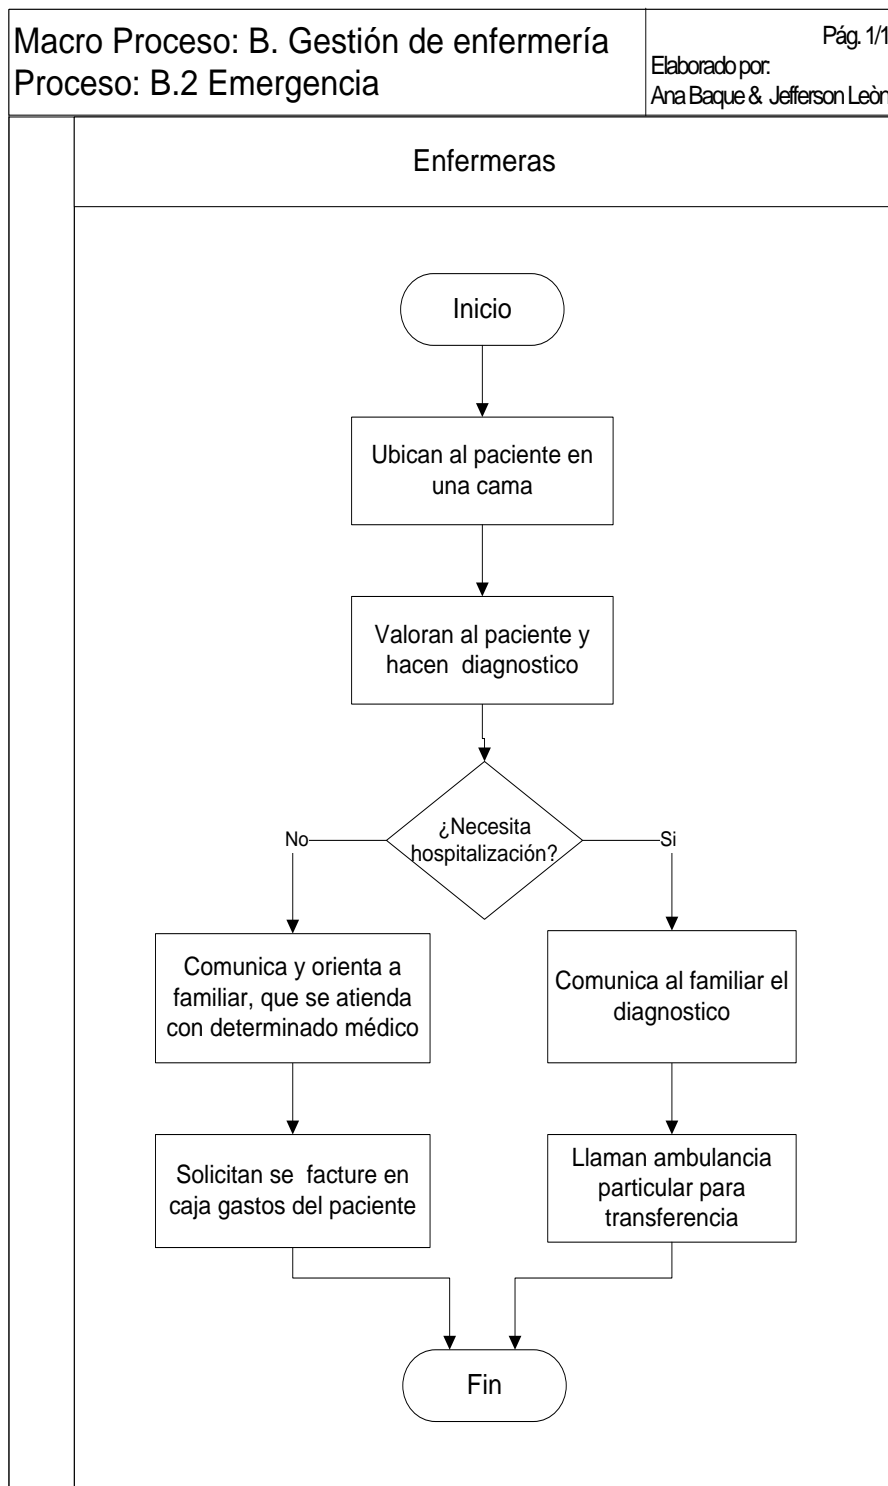 Macro Proceso: B. Gestión de enfermería
Proceso: B.2 Emergencia
Pág. 1/1
Elaborado por:
Ana Baque & Jefferson Leòn
Enfermeras
Inicio
Ubican al paciente en
una cama
Valoran al paciente y
hacen diagnostico
¿Necesita
hospitalización?
No
Si
Comunica y orienta a
familiar, que se atienda
con determinado médico
Comunica al familiar el
diagnostico
Solicitan se facture en
caja gastos del paciente
Llaman ambulancia
particular para
transferencia
Fin